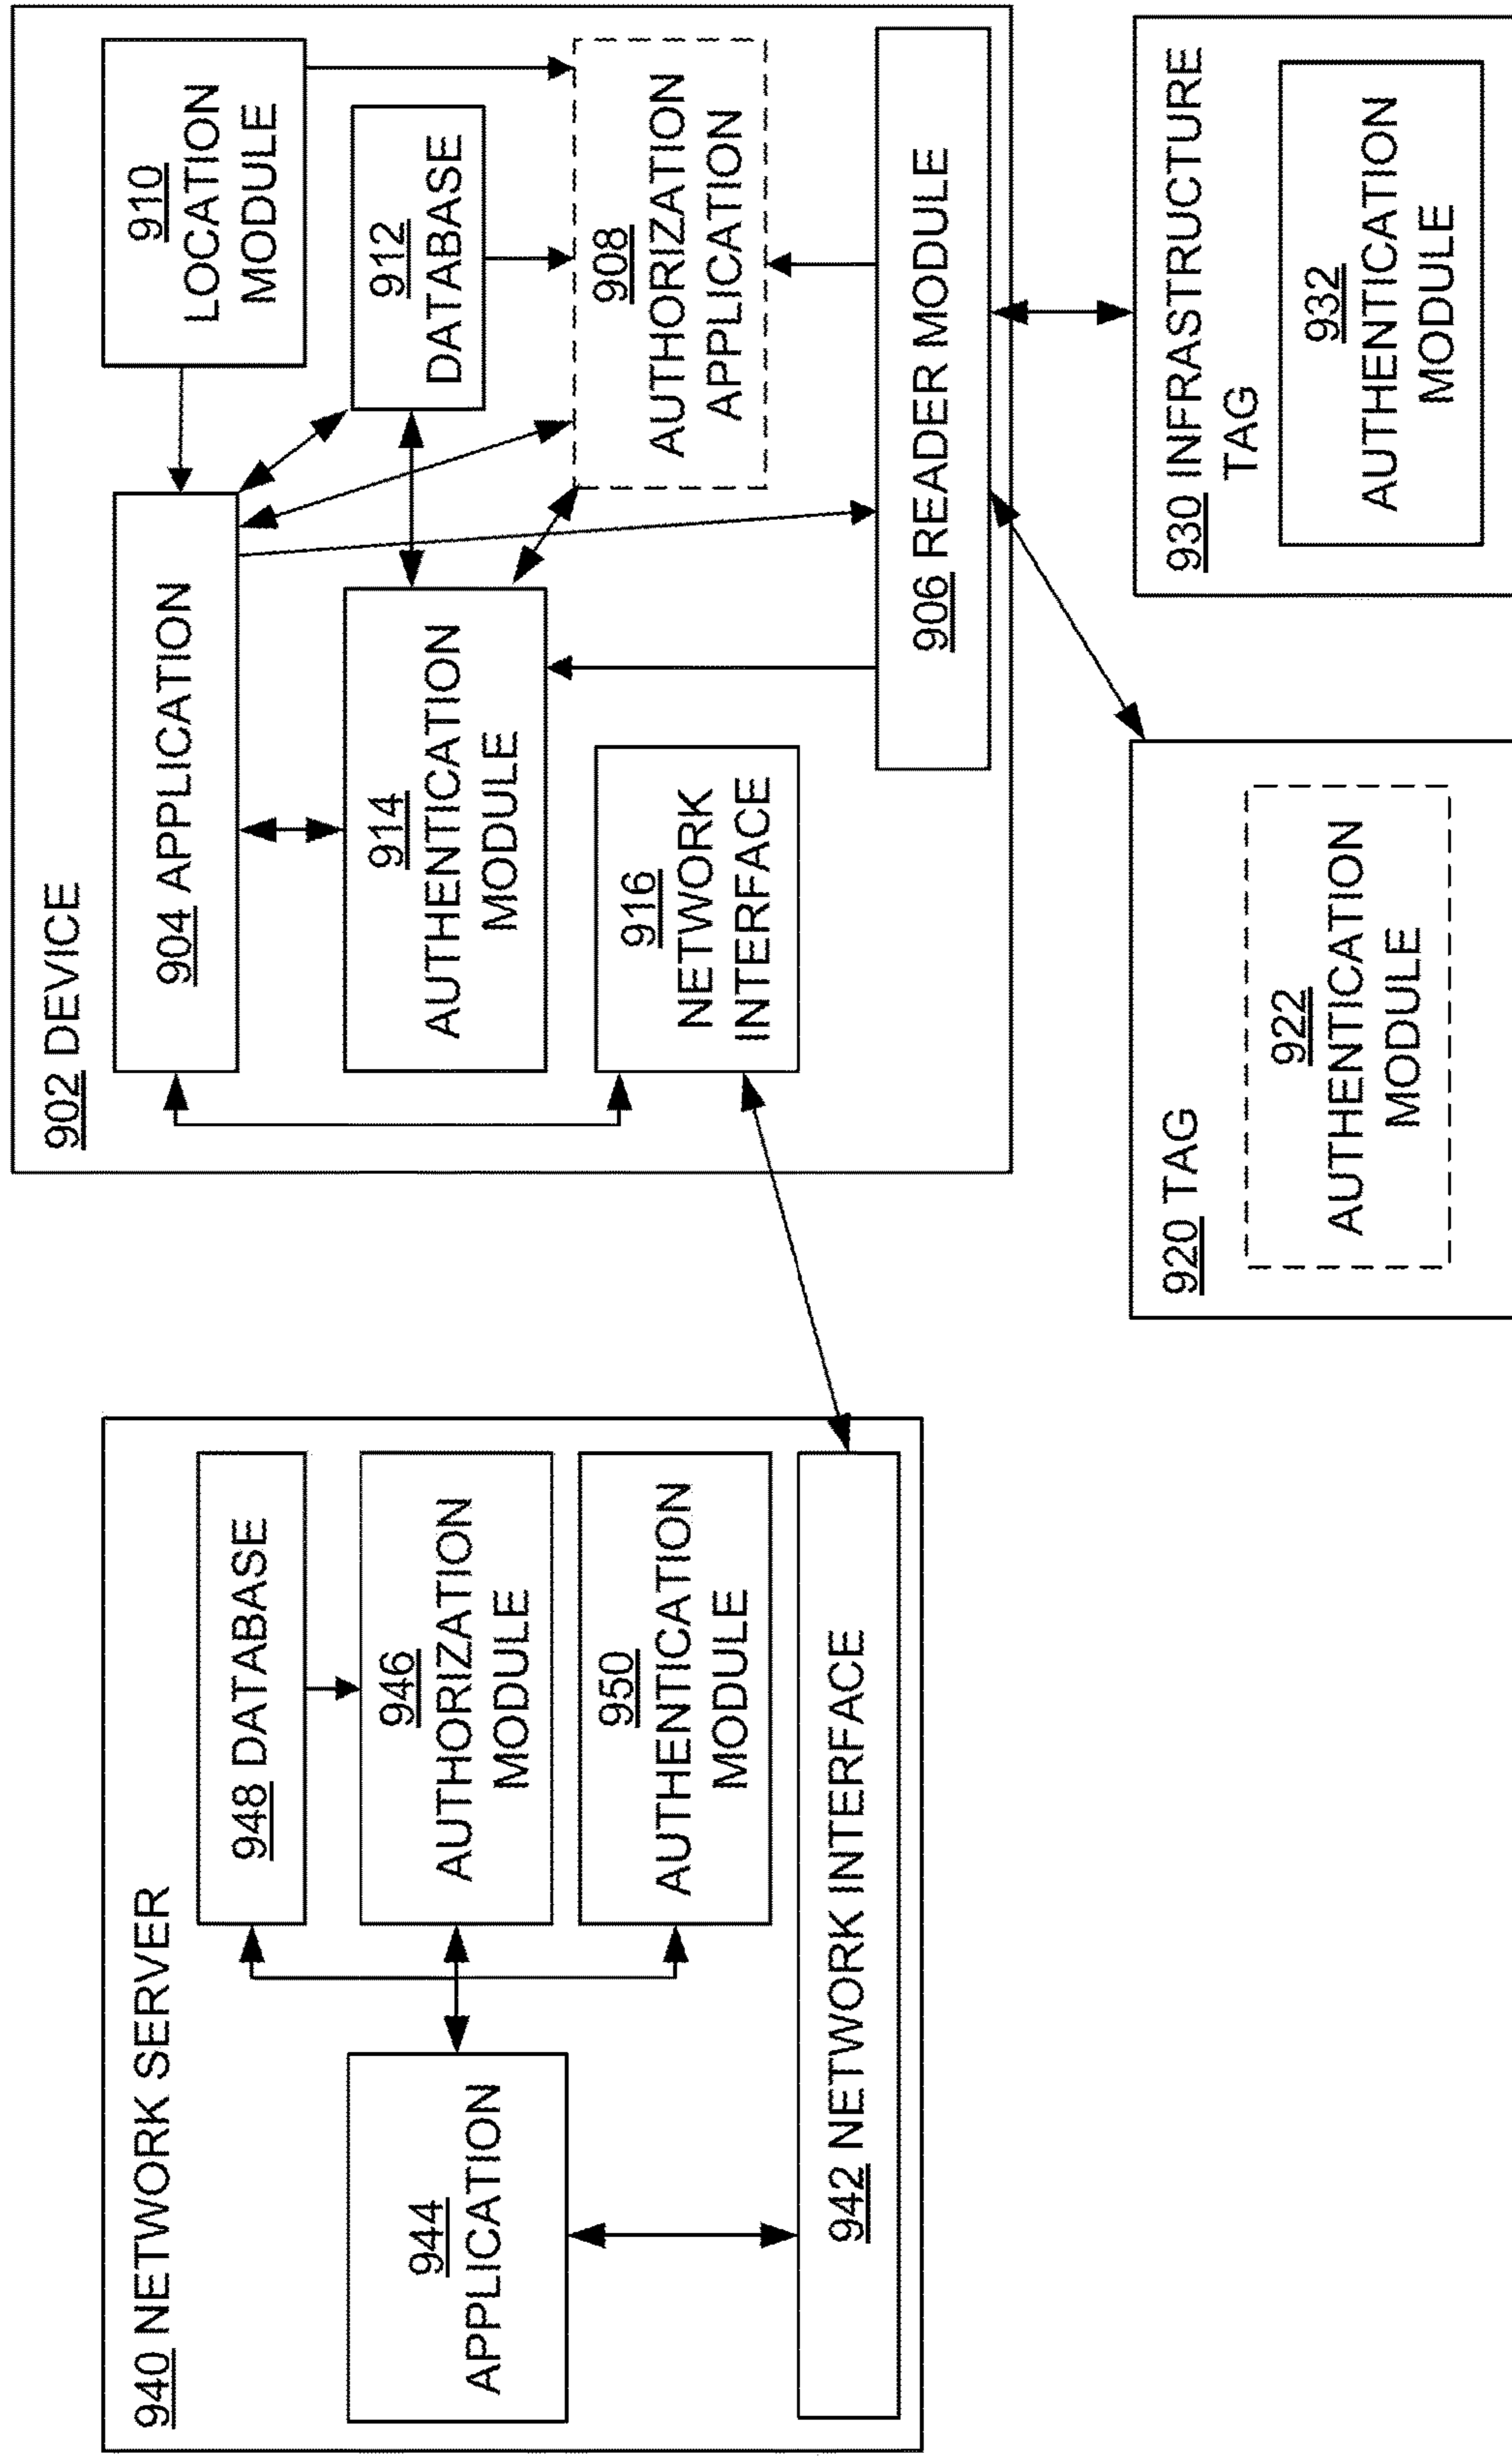 940 NETWORK SERVER
948 DATABASE
944
APPLICATION
946
AUTHORIZATION
MODULE
950
AUTHENTICATION
MODULE
942 NETWORK INTERFACE
902 DEVICE
904 APPLICATION
910
LOCATION
MODULE
912
DATABASE
914
AUTHENTICATION
MODULE
908
AUTHORIZATION
APPLICATION
916
NETWORK
INTERFACE
906 READER MODULE
920 TAG
922
AUTHENTICATION
MODULE
930 INFRASTRUCTURE
TAG
932
AUTHENTICATION
MODULE